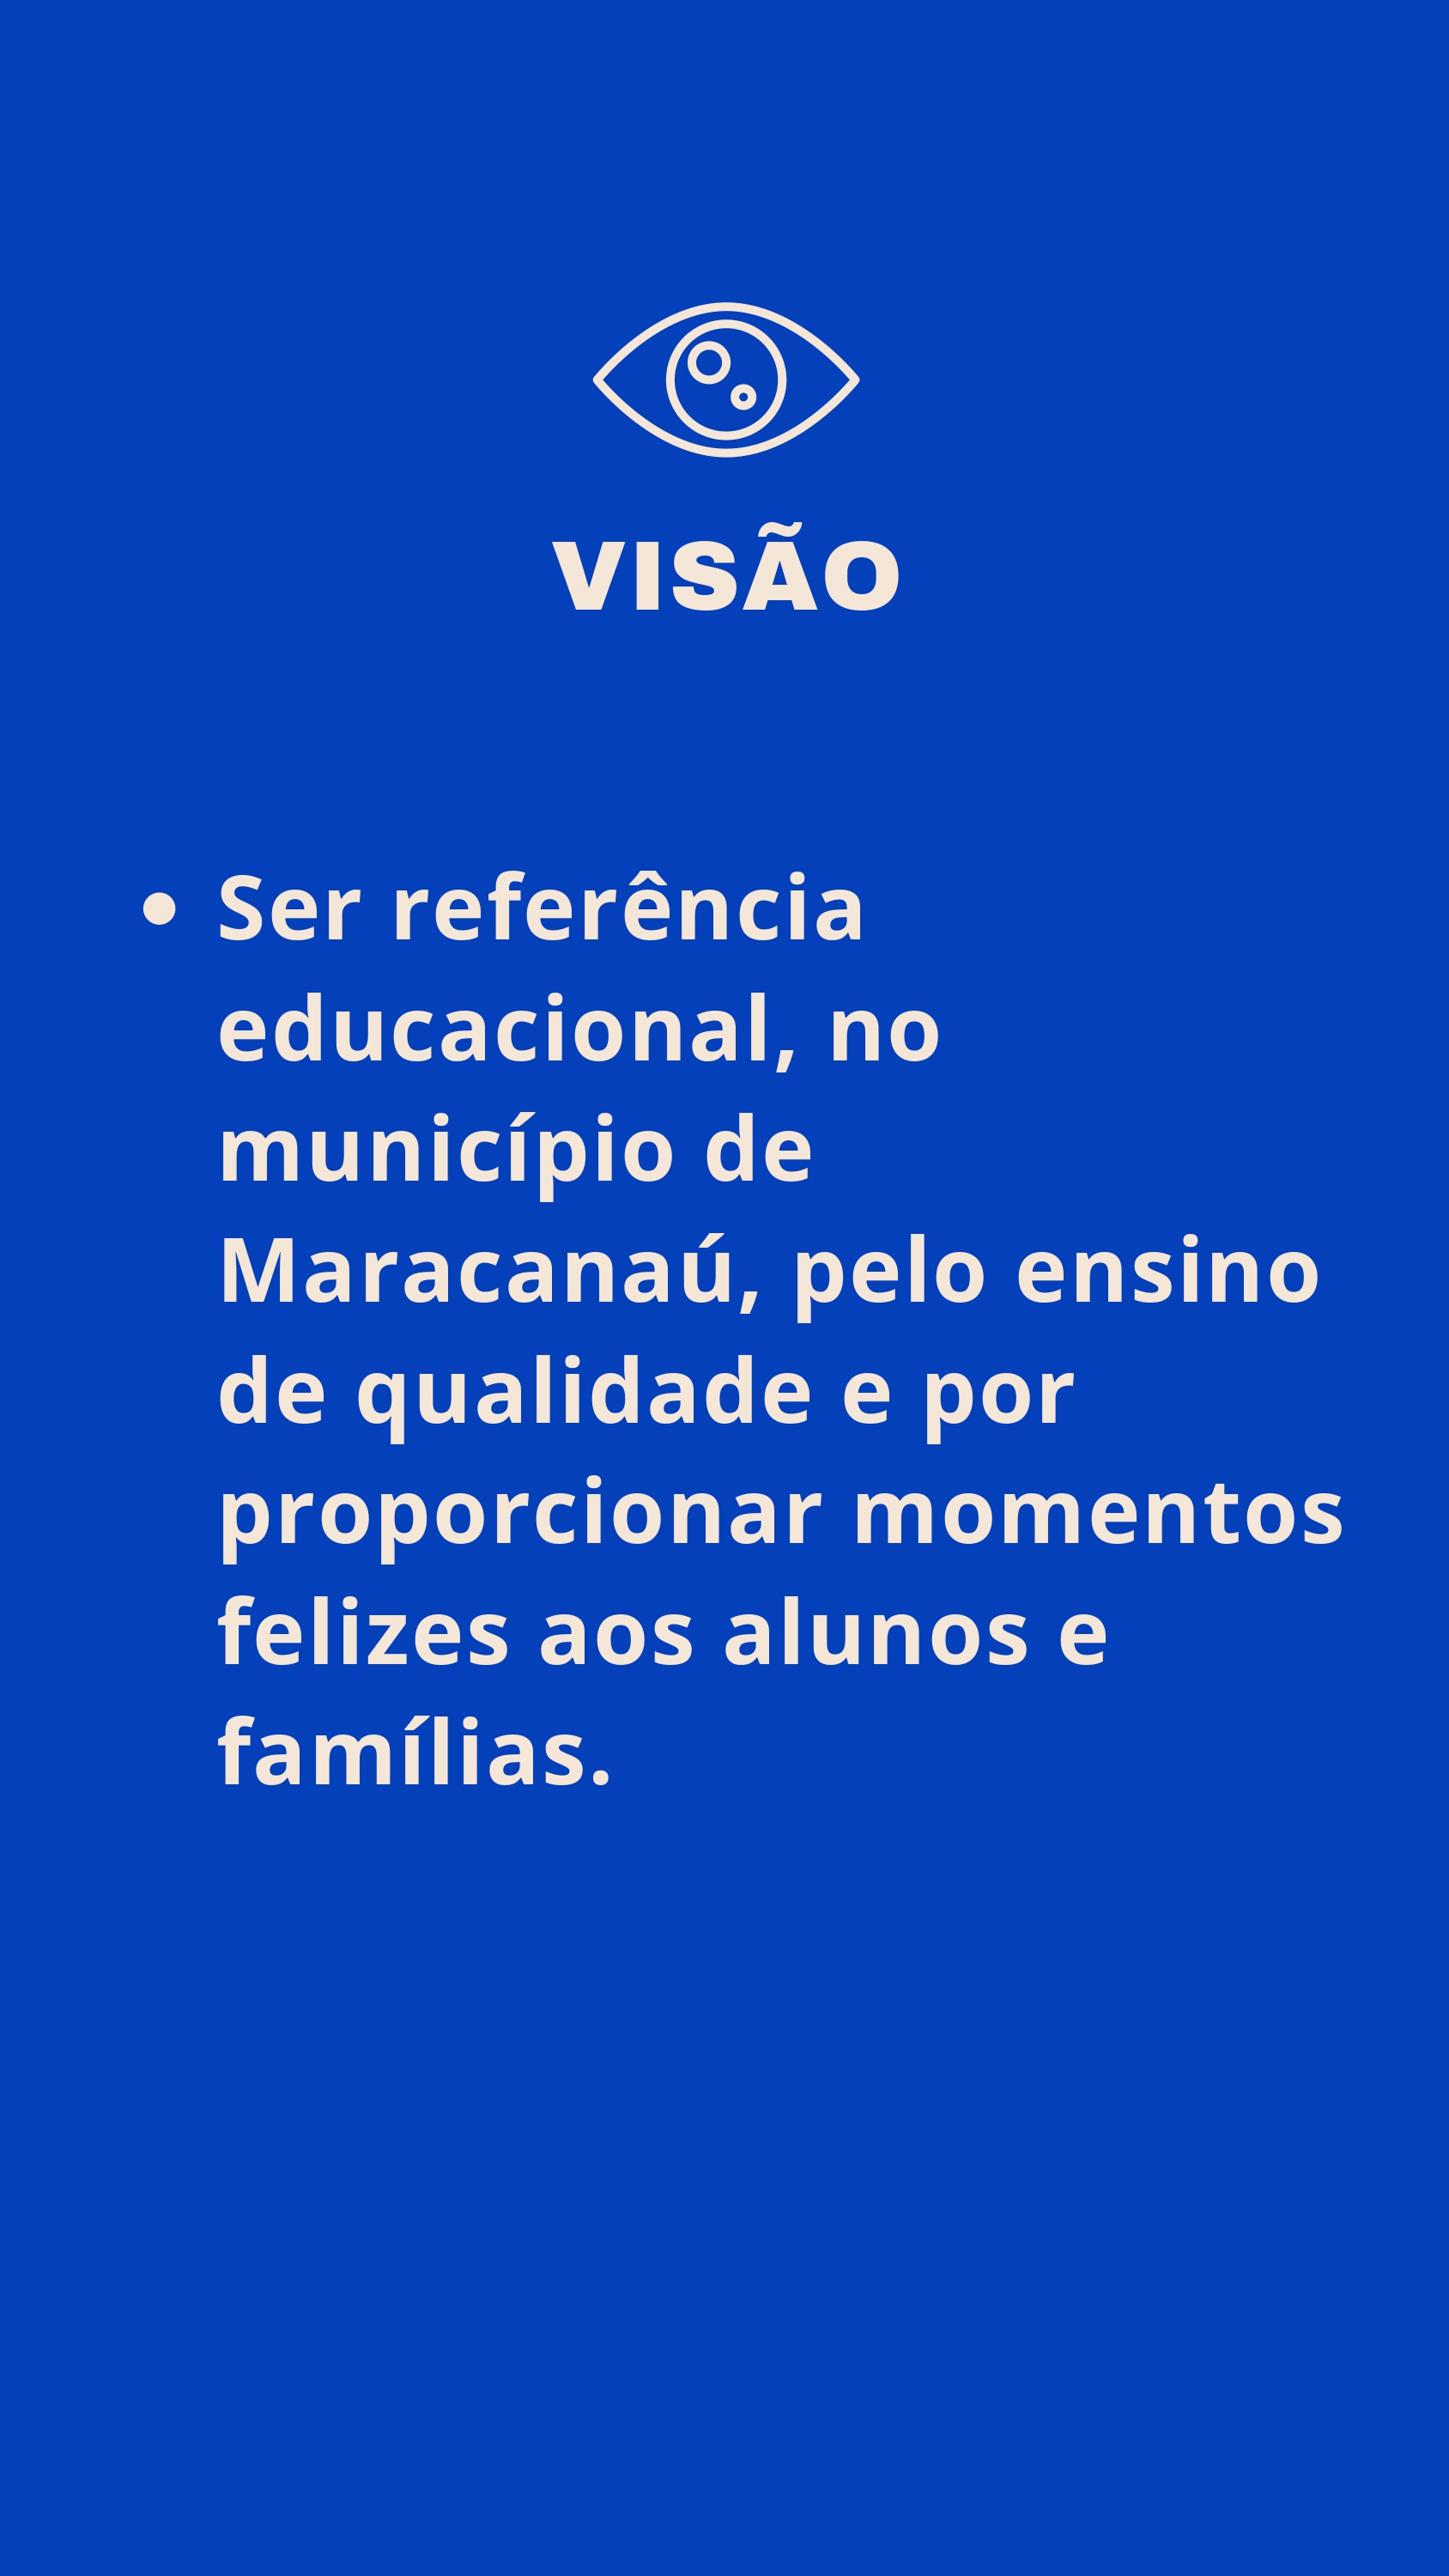 VISÃO
• Ser referência
educacional, no
município de
Maracanaú, pelo ensino
de qualidade e por
proporcionar momentos
felizes aos alunos e
famílias.